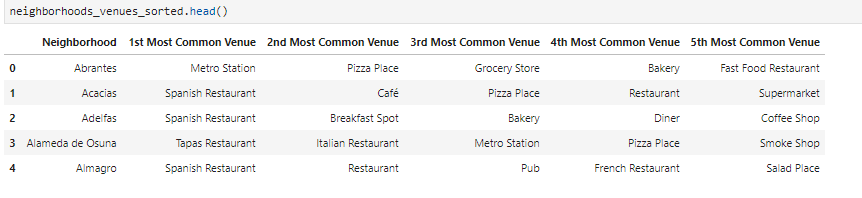 neighborhoods_venues_sorted.head()
Neighborhood 1st Most Common Venue 2nd Most Common Venue 3rd Most Common Venue 4th Most Common Venue 5th Most Common Venue
0 Abrantes Metro Station Pizza Place Grocery Store Bakery Fast Food Restaurant
1 Acacias Spanish Restaurant Café Pizza Place Restaurant Supermarket
2 Adelfas Spanish Restaurant Breakfast Spot Bakery Diner Coffee Shop
3 Alameda de Osuna Tapas Restaurant Italian Restaurant Metro Station Pizza Place Smoke Shop
4 Almagro Spanish Restaurant Restaurant Pub French Restaurant Salad Place